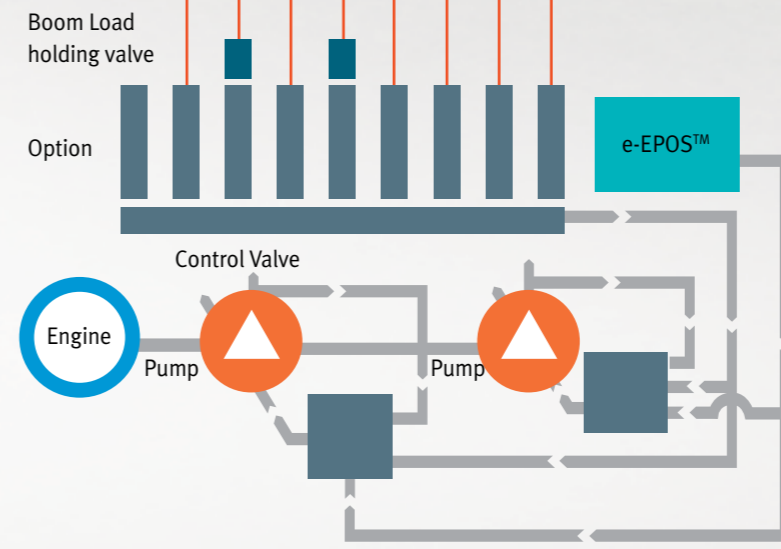 Boom Load
holding valve
Option
e-EPOS™
Control Valve
Engine
Pump
Pump